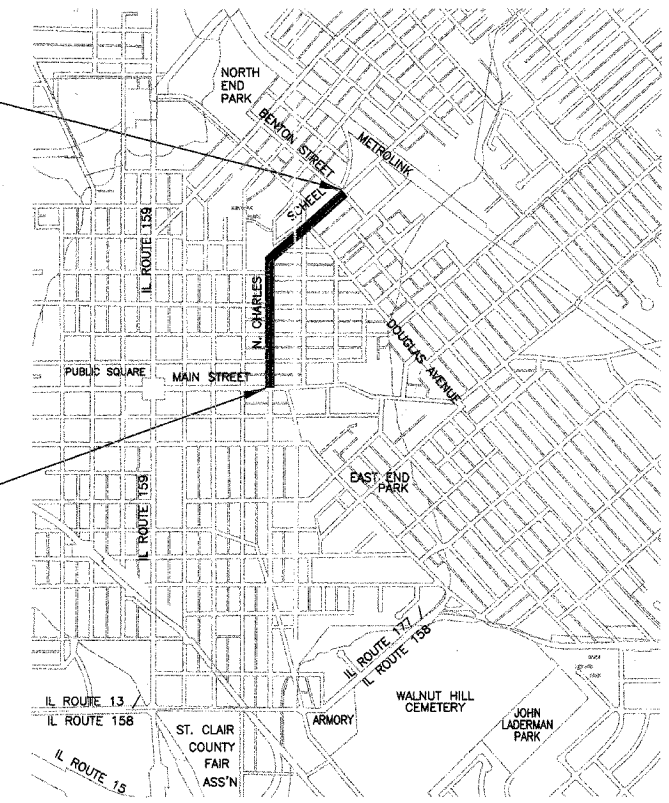 NORTH
END
PARK
BENTON STREET
METROLINK
SCHEEL
IL ROUTE 159
N. CHARLES
DOUGLAS AVENUE
PUBLIC SQUARE
MAIN STREET
EAST END
PARK
IL ROUTE 159
IL ROUTE 177
IL ROUTE 158
WALNUT HILL
CEMETERY
IL ROUTE 13
IL ROUTE 158
ARMORY
JOHN
LADERMAN
PARK
ST. CLAIR
COUNTY
FAIR
ASS'N
IL ROUTE 15